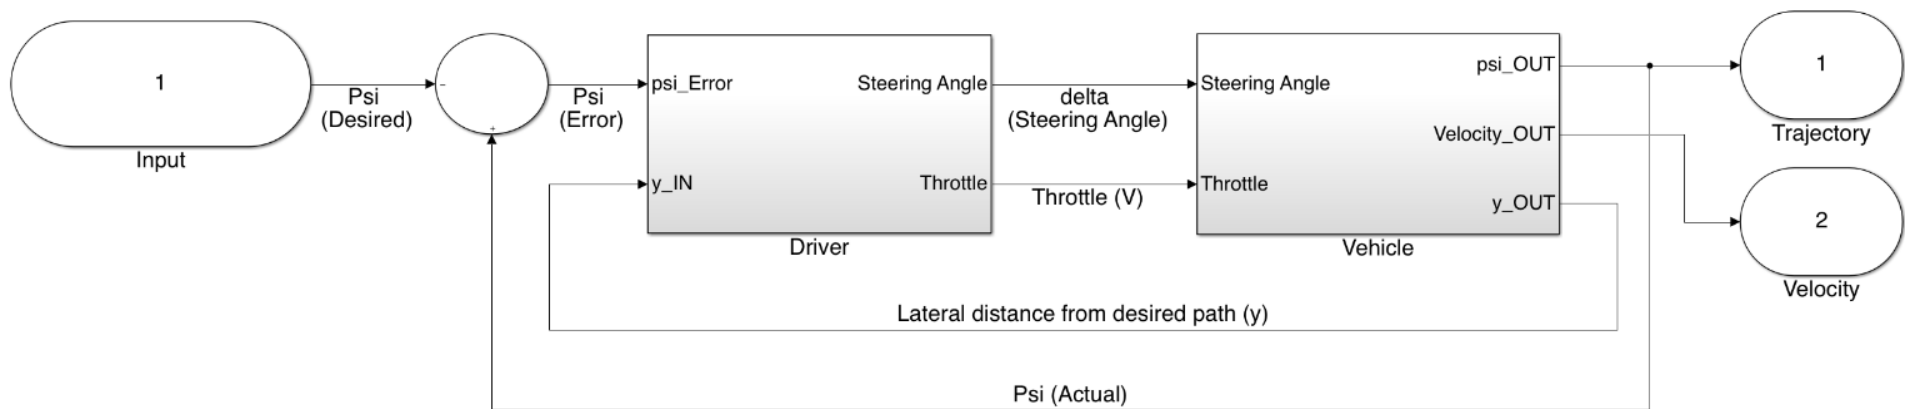 1
Input
Psi
(Desired)
-
+
Psi
(Error)
psi_Error
y_IN
Steering Angle
Throttle
Driver
delta
(Steering Angle)
Throttle (V)
Steering Angle
Throttle
psi_OUT
Velocity_OUT
y_OUT
Vehicle
1
Trajectory
2
Velocity
Lateral distance from desired path (y)
Psi (Actual)